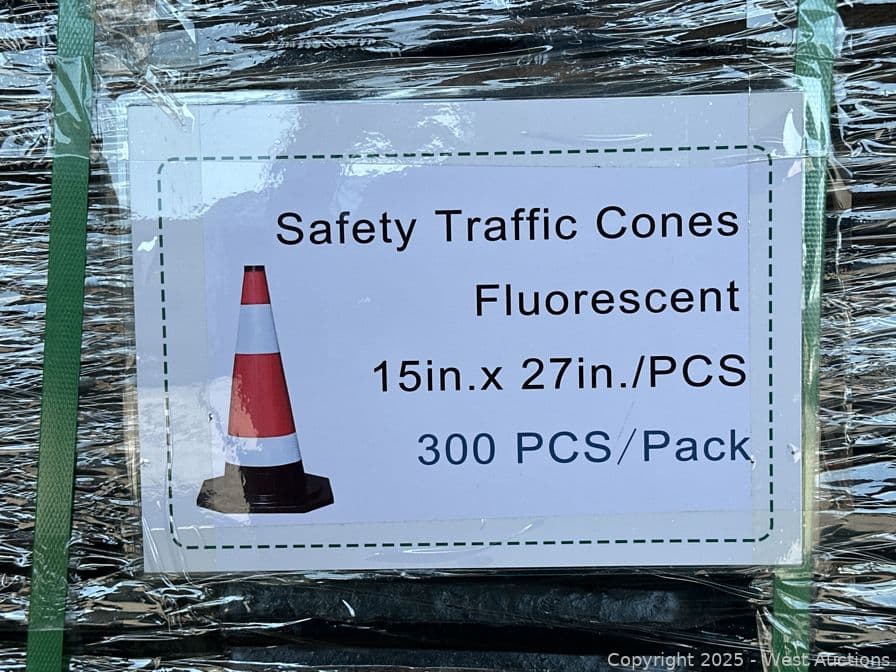 Safety Traffic Cones
Fluorescent
15in.x 27in./PCS
300 PCS/Pack
Copyright 2025 - West Auctions